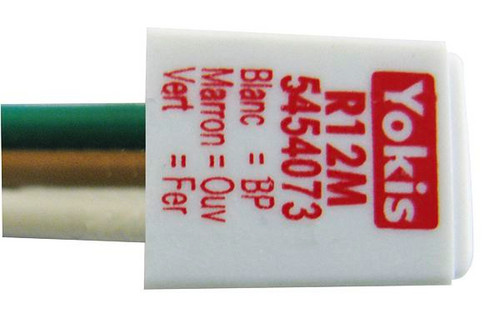 Yokis
R12M
5454073
Blanc = BP
Marron = Ouv
Vert = Fer